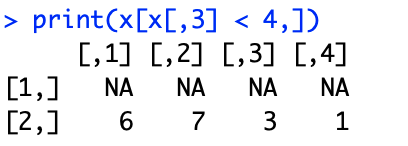 > print(x[x[,3] < 4,])
[,1] [,2] [,3] [,4]
[1,] NA NA NA NA
[2,] 6 7 3 1